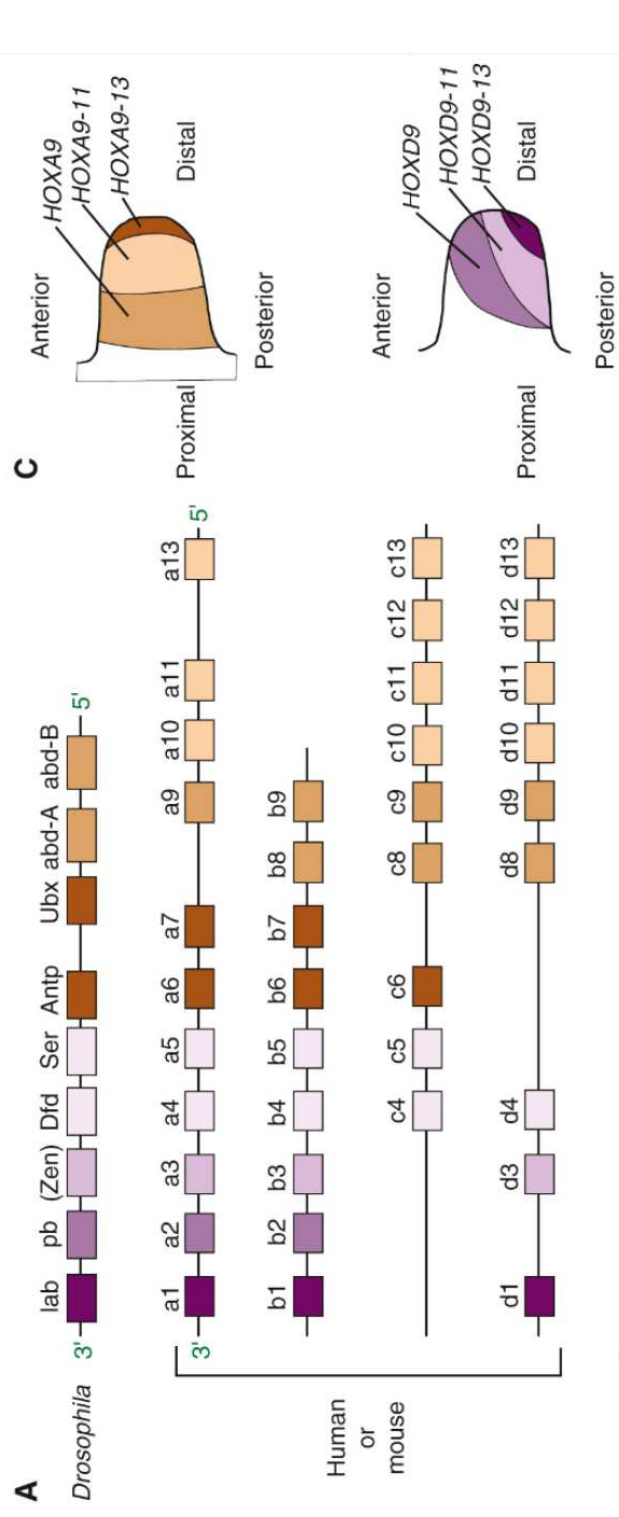 A
Drosophila
3'
lab pb (Zen) Dfd Ser Antp Ubx abd-A abd-B
5'
Human
or
mouse
3'
a1 a2 a3 a4 a5 a6 a7 a9 a10 a11 a13
5'
b1 b2 b3 b4 b5 b6 b7 b8 b9
c4 c5 c6 c8 c9 c10 c11 c12 c13
d1 d3 d4 d8 d9 d10 d11 d12 d13
C
Anterior
HOXA9
HOXA9-11
HOXA9-13
Proximal
Distal
Posterior
Anterior
HOXD9
HOXD9-11
HOXD9-13
Proximal
Distal
Posterior